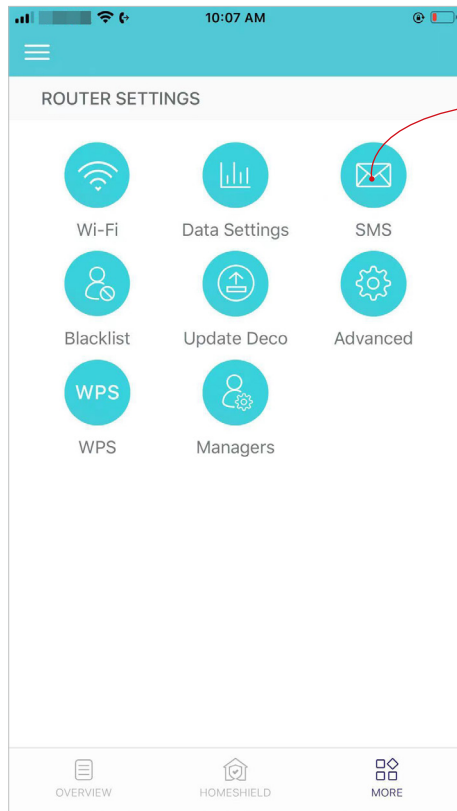 10:07 AM
ROUTER SETTINGS
Wi-Fi Data Settings SMS
Blacklist Update Deco Advanced
WPS
WPS Managers
OVERVIEW HOMESHIELD MORE